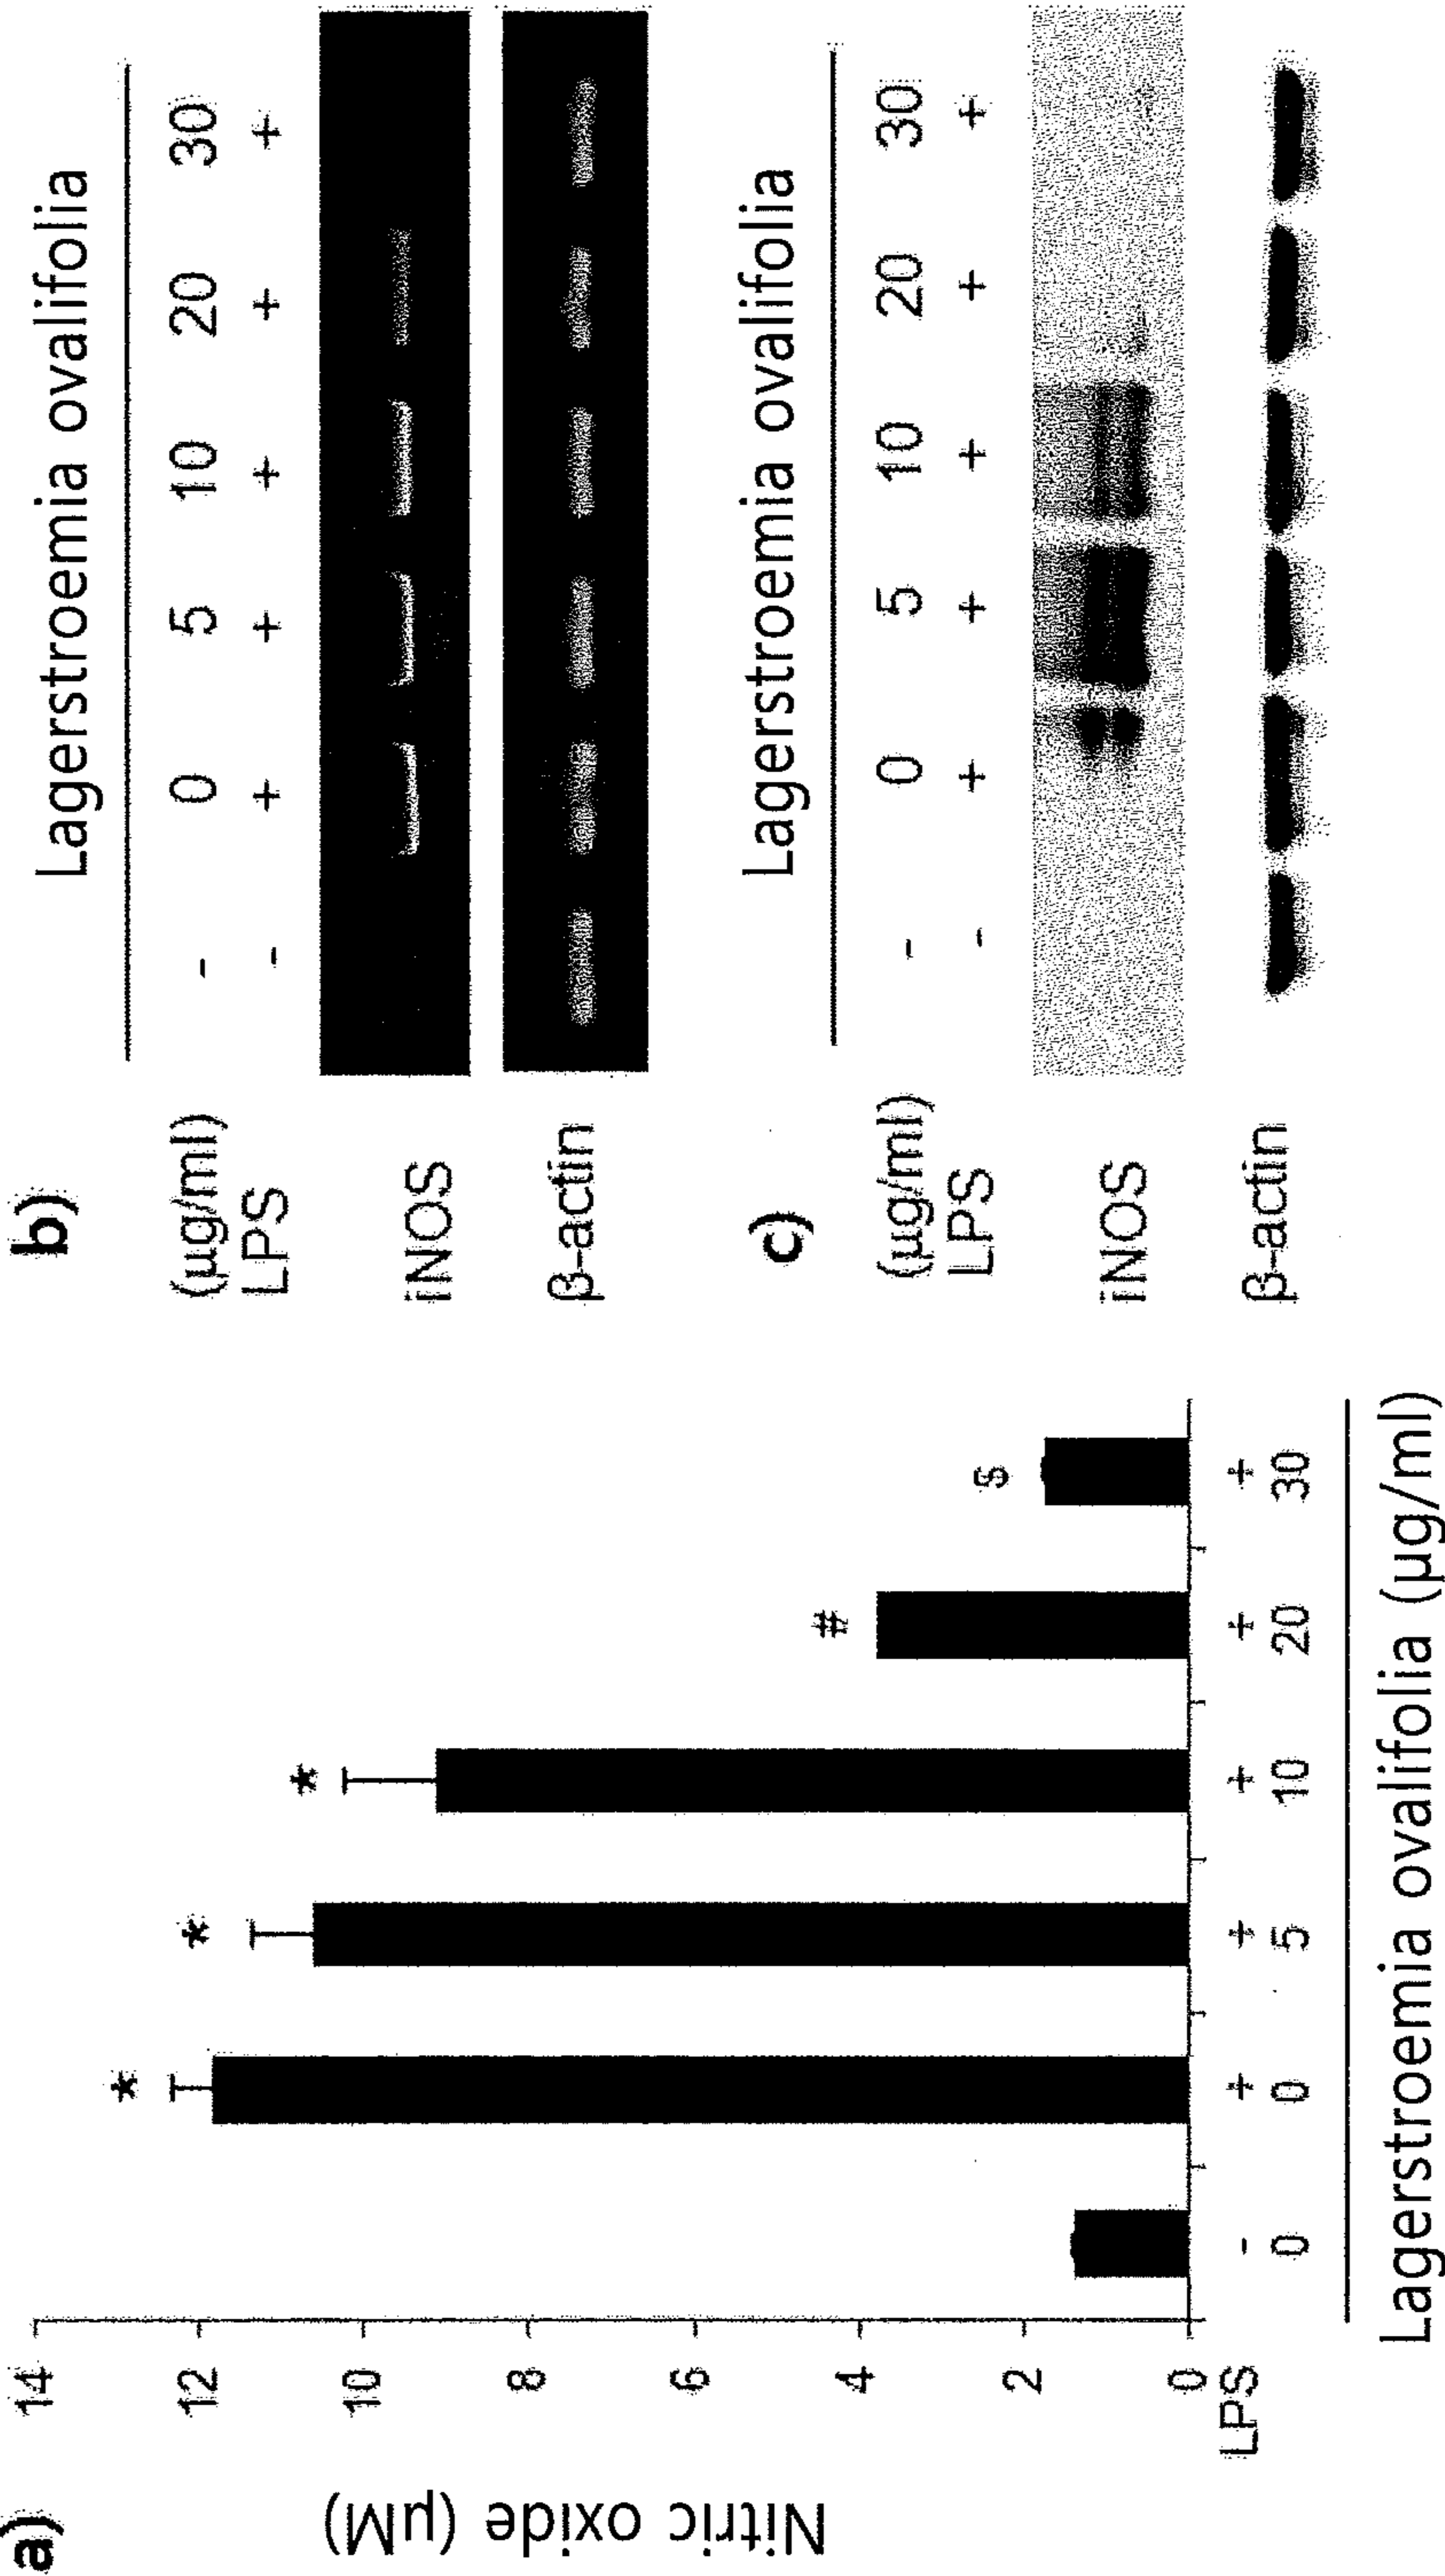 a)
Nitric oxide (µM)
14
12
10
8
6
4
2
0
* * * # $
LPS - + + + + +
0 0 5 10 20 30
Lagerstroemia ovalifolia (µg/ml)
b)
Lagerstroemia ovalifolia
(µg/ml) - 0 5 10 20 30
LPS - + + + + +
iNOS
β-actin
c)
Lagerstroemia ovalifolia
(µg/ml) - 0 5 10 20 30
LPS - + + + + +
iNOS
β-actin